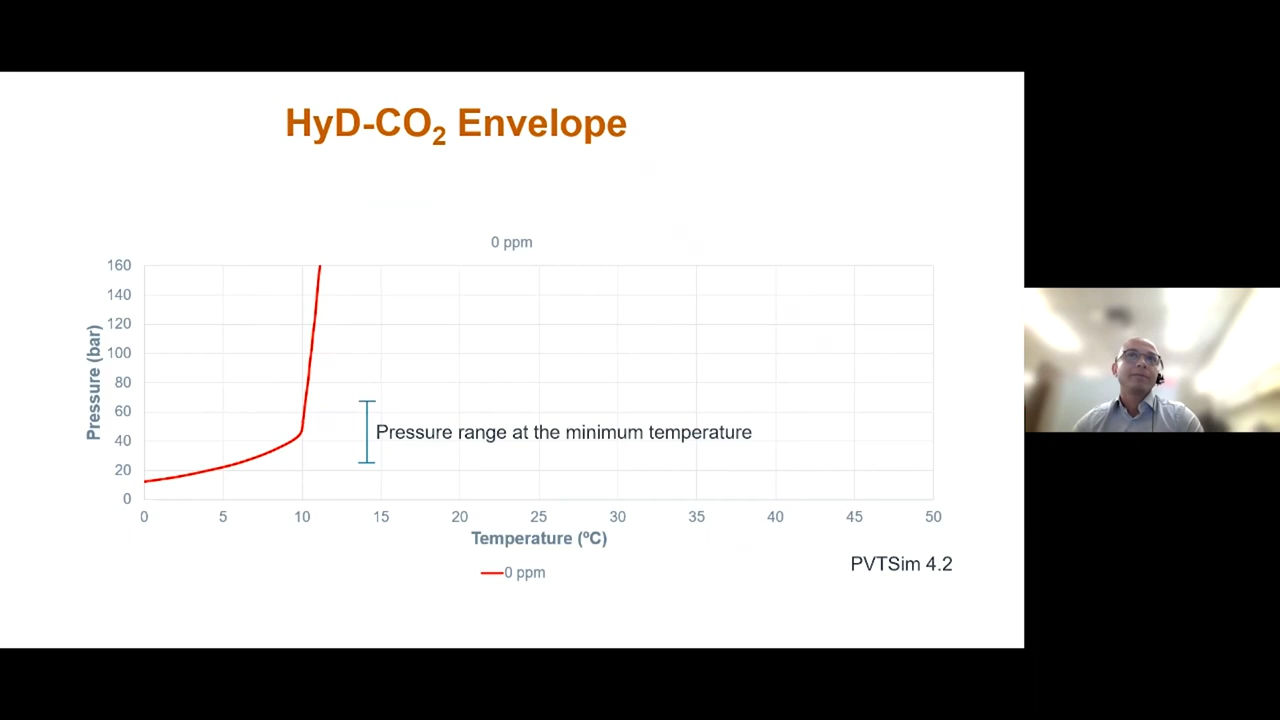 HyD-CO₂ Envelope
0 ppm
160
140
120
100
80
60
40
20
0
Pressure (bar)
Pressure range at the minimum temperature
0 5 10 15 20 25 30 35 40 45 50
Temperature (ºC)
0 ppm
PVTSim 4.2